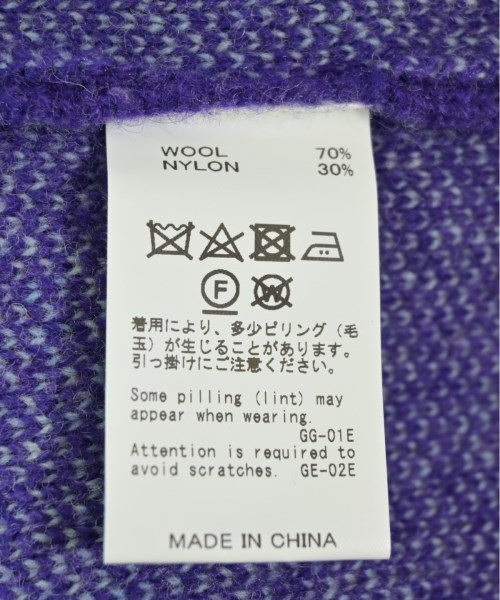 WOOL 70%
NYLON 30%
F W
着用により、多少ピリング（毛
玉）が生じることがあります。
引っ掛けにご注意ください。
Some pilling (lint) may
appear when wearing.
GG-01E
Attention is required to
avoid scratches. GE-02E
MADE IN CHINA